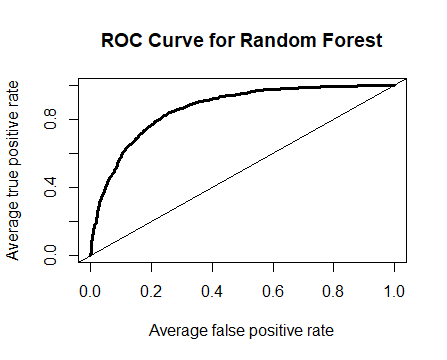 ROC Curve for Random Forest
Average true positive rate
0.8
0.4
0.0
0.0 0.2 0.4 0.6 0.8 1.0
Average false positive rate